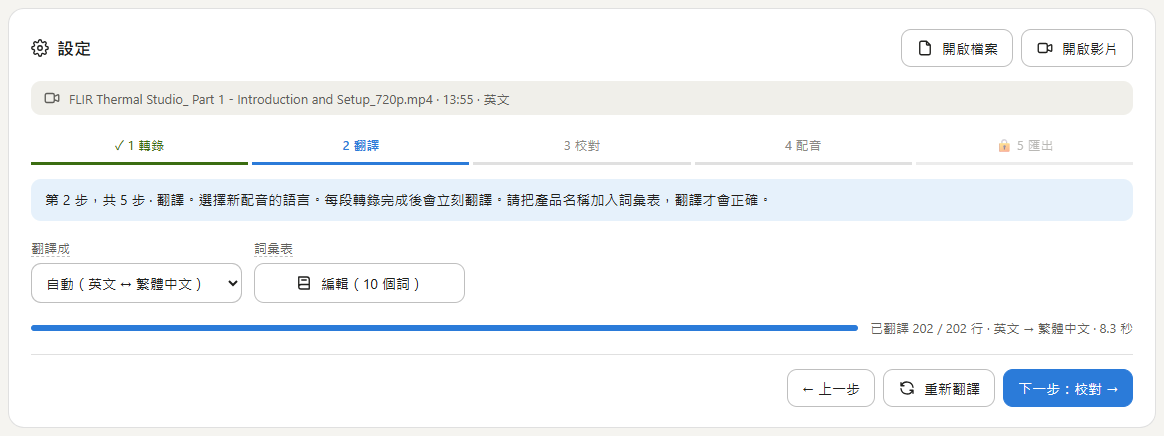 設定
開啟檔案
開啟影片
FLIR Thermal Studio_ Part 1 - Introduction and Setup_720p.mp4 · 13:55 · 英文
✓ 1 轉錄
2 翻譯
3 校對
4 配音
🔒 5 匯出
第 2 步，共 5 步 · 翻譯。選擇新配音的語言。每段轉錄完成後會立刻翻譯。請把產品名稱加入詞彙表，翻譯才會正確。
翻譯成
詞彙表
自動（英文 ↔ 繁體中文）
編輯（10 個詞）
已翻譯 202 / 202 行 · 英文 → 繁體中文 · 8.3 秒
← 上一步
重新翻譯
下一步：校對 →